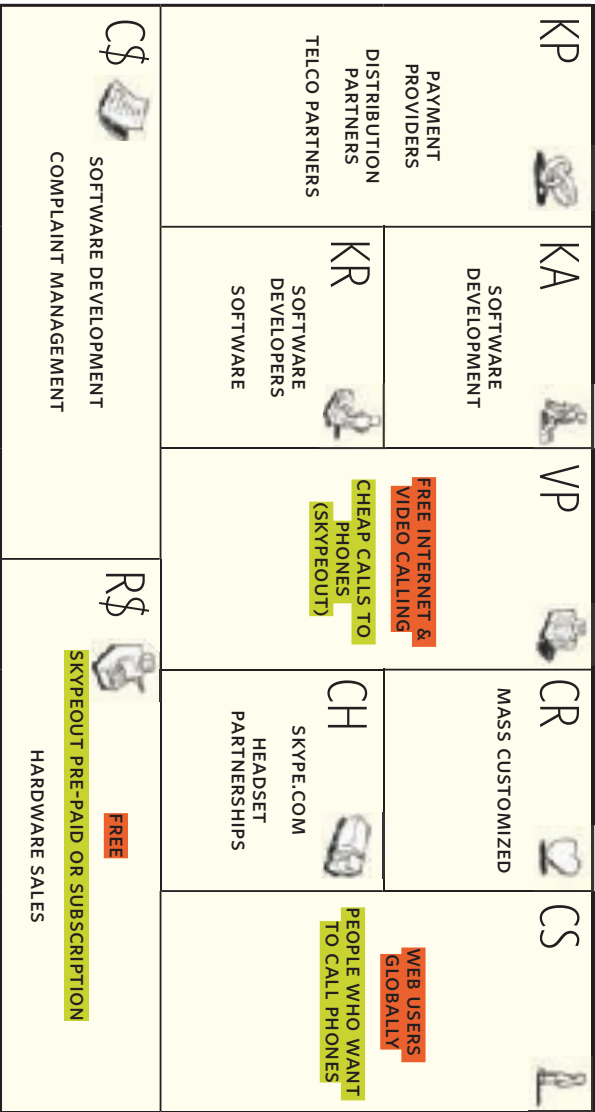 KP
PAYMENT
PROVIDERS
DISTRIBUTION
PARTNERS
TELCO PARTNERS
KA
SOFTWARE
DEVELOPMENT
KR
SOFTWARE
DEVELOPERS
SOFTWARE
VP
FREE INTERNET &
VIDEO CALLING
CHEAP CALLS TO
PHONES
(SKYPEOUT)
CR
MASS CUSTOMIZED
CH
SKYPE.COM
HEADSET
PARTNERSHIPS
CS
WEB USERS
GLOBALLY
PEOPLE WHO WANT
TO CALL PHONES
C$
SOFTWARE DEVELOPMENT
COMPLAINT MANAGEMENT
R$
FREE
SKYPEOUT PRE-PAID OR SUBSCRIPTION
HARDWARE SALES